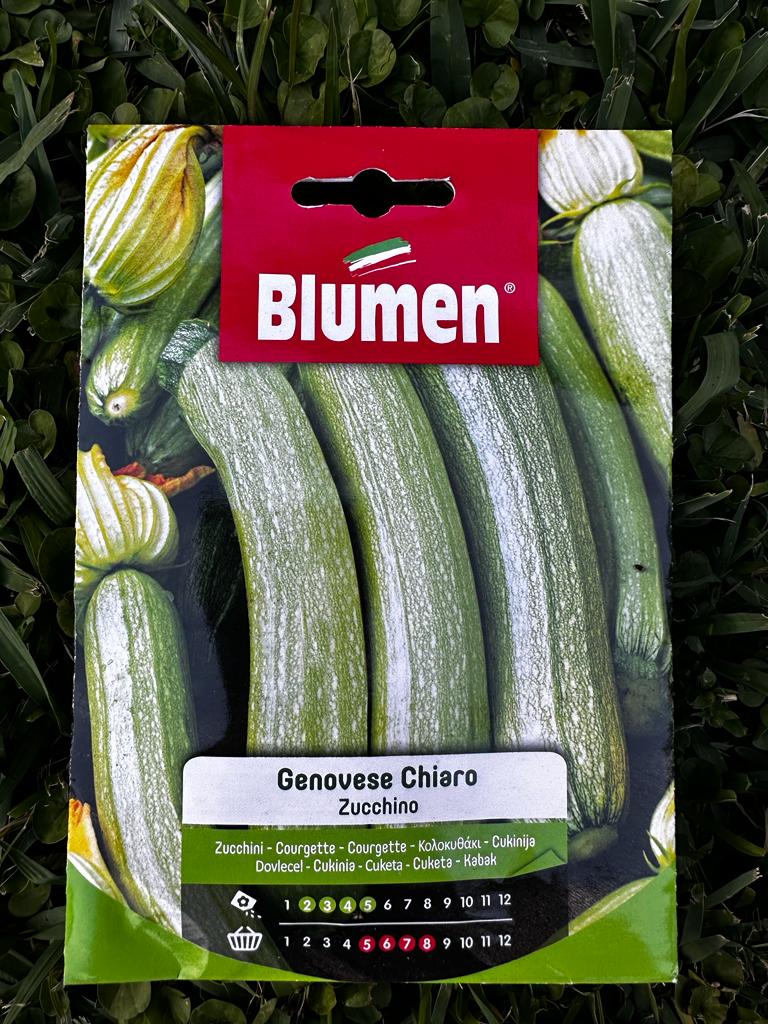 Blumen®
Genovese Chiaro
Zucchino
Zucchini - Courgette - Courgette - Κολοκυθάκι - Cukinija
Dovlecel - Cukinia - Cuketa - Cuketa - Kabak
1 2 3 4 5 6 7 8 9 10 11 12
1 2 3 4 5 6 7 8 9 10 11 12